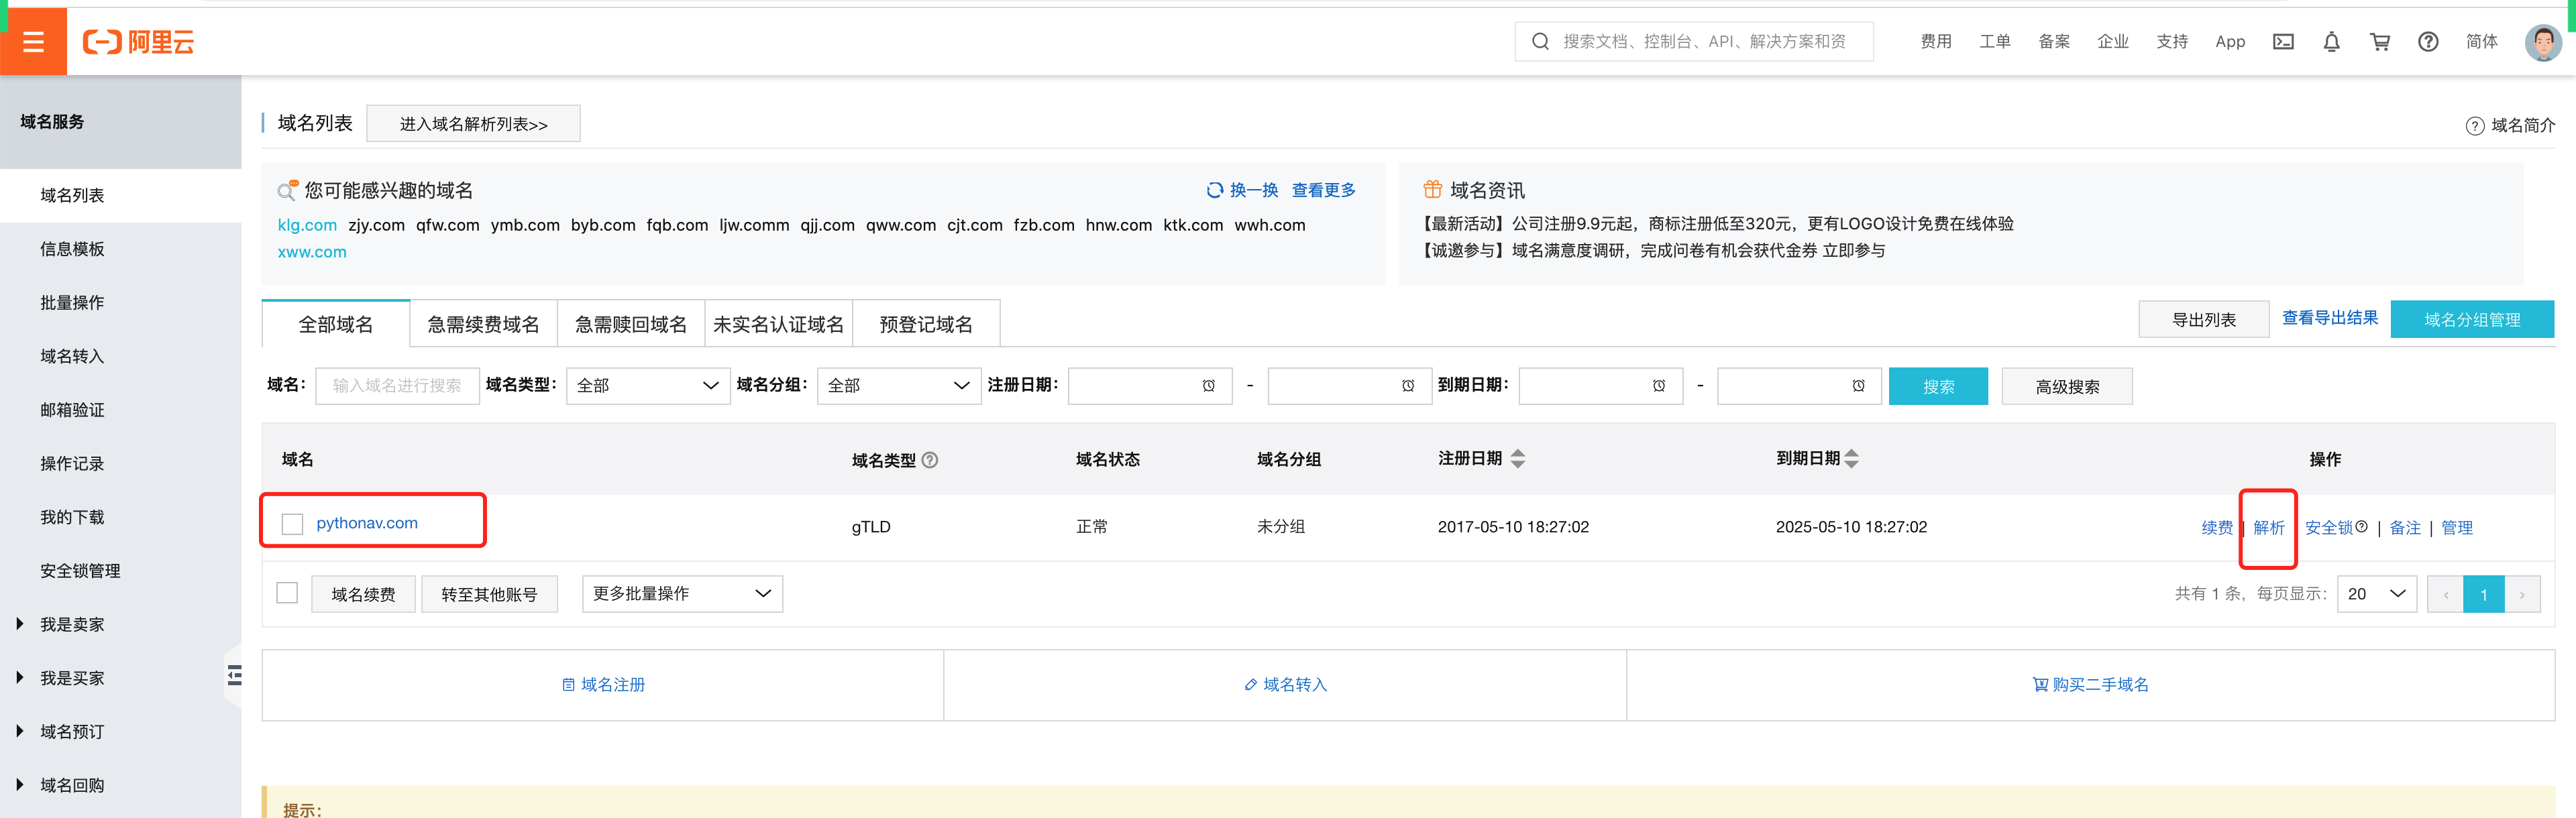 阿里云
搜索文档、控制台、API、解决方案和资
费用 工单 备案 企业 支持 App 简体
域名服务
域名列表
信息模板
批量操作
域名转入
邮箱验证
操作记录
我的下载
安全锁管理
我是卖家
我是买家
域名预订
域名回购
域名列表 进入域名解析列表>> 域名简介
您可能感兴趣的域名 换一换 查看更多
klg.com zjy.com qfw.com ymb.com byb.com fqb.com ljw.comm qjj.com qww.com cjt.com fzb.com hnw.com ktk.com wwh.com
xww.com
域名资讯
【最新活动】公司注册9.9元起，商标注册低至320元，更有LOGO设计免费在线体验
【诚邀参与】域名满意度调研，完成问卷有机会获代金券 立即参与
全部域名 急需续费域名 急需赎回域名 未实名认证域名 预登记域名 导出列表 查看导出结果 域名分组管理
域名： 输入域名进行搜索 域名类型： 全部 域名分组： 全部 注册日期： - 到期日期： - 搜索 高级搜索
域名 域名类型 域名状态 域名分组 注册日期 到期日期 操作
pythonav.com gTLD 正常 未分组 2017-05-10 18:27:02 2025-05-10 18:27:02 续费 | 解析 安全锁 | 备注 | 管理
域名续费 转至其他账号 更多批量操作 共有 1 条，每页显示： 20 ‹ 1 ›
域名注册 域名转入 购买二手域名
提示：